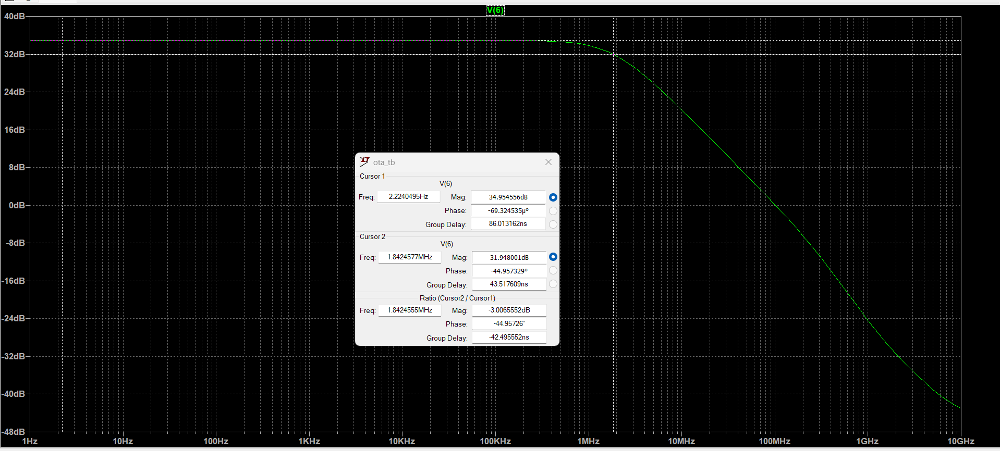 V(6)
40dB
32dB
24dB
16dB
8dB
0dB
-8dB
-16dB
-24dB
-32dB
-40dB
-48dB
1Hz 10Hz 100Hz 1KHz 10KHz 100KHz 1MHz 10MHz 100MHz 1GHz 10GHz
ota_tb
Cursor 1
V(6)
Freq: 2.2240495Hz Mag: 34.954556dB
Phase: -69.324535µº
Group Delay: 86.013162ns
Cursor 2
V(6)
Freq: 1.8424577MHz Mag: 31.948001dB
Phase: -44.957329º
Group Delay: 43.517609ns
Ratio (Cursor2 / Cursor1)
Freq: 1.8424555MHz Mag: -3.0065552dB
Phase: -44.95726°
Group Delay: -42.495552ns